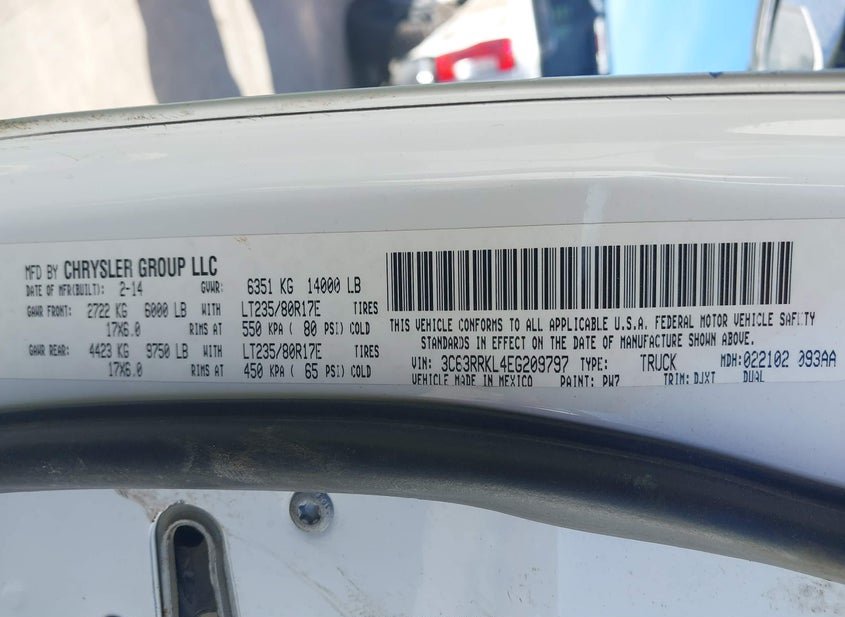 MFD BY CHRYSLER GROUP LLC
DATE OF MFR(BUILT): 2-14 GVWR: 6351 KG 14000 LB
GAWR FRONT: 2722 KG 6000 LB WITH LT235/80R17E TIRES
17X6.0 RIMS AT 550 KPA ( 80 PSI) COLD
GAWR REAR: 4423 KG 9750 LB WITH LT235/80R17E TIRES
17X6.0 RIMS AT 450 KPA ( 65 PSI) COLD
THIS VEHICLE CONFORMS TO ALL APPLICABLE U.S.A. FEDERAL MOTOR VEHICLE SAFETY
STANDARDS IN EFFECT ON THE DATE OF MANUFACTURE SHOWN ABOVE.
VIN: 3C63RRKL4EG209797 TYPE: TRUCK MDH: 022102 093AA
VEHICLE MADE IN MEXICO PAINT: PW7 TRIM: DJXT DUAL